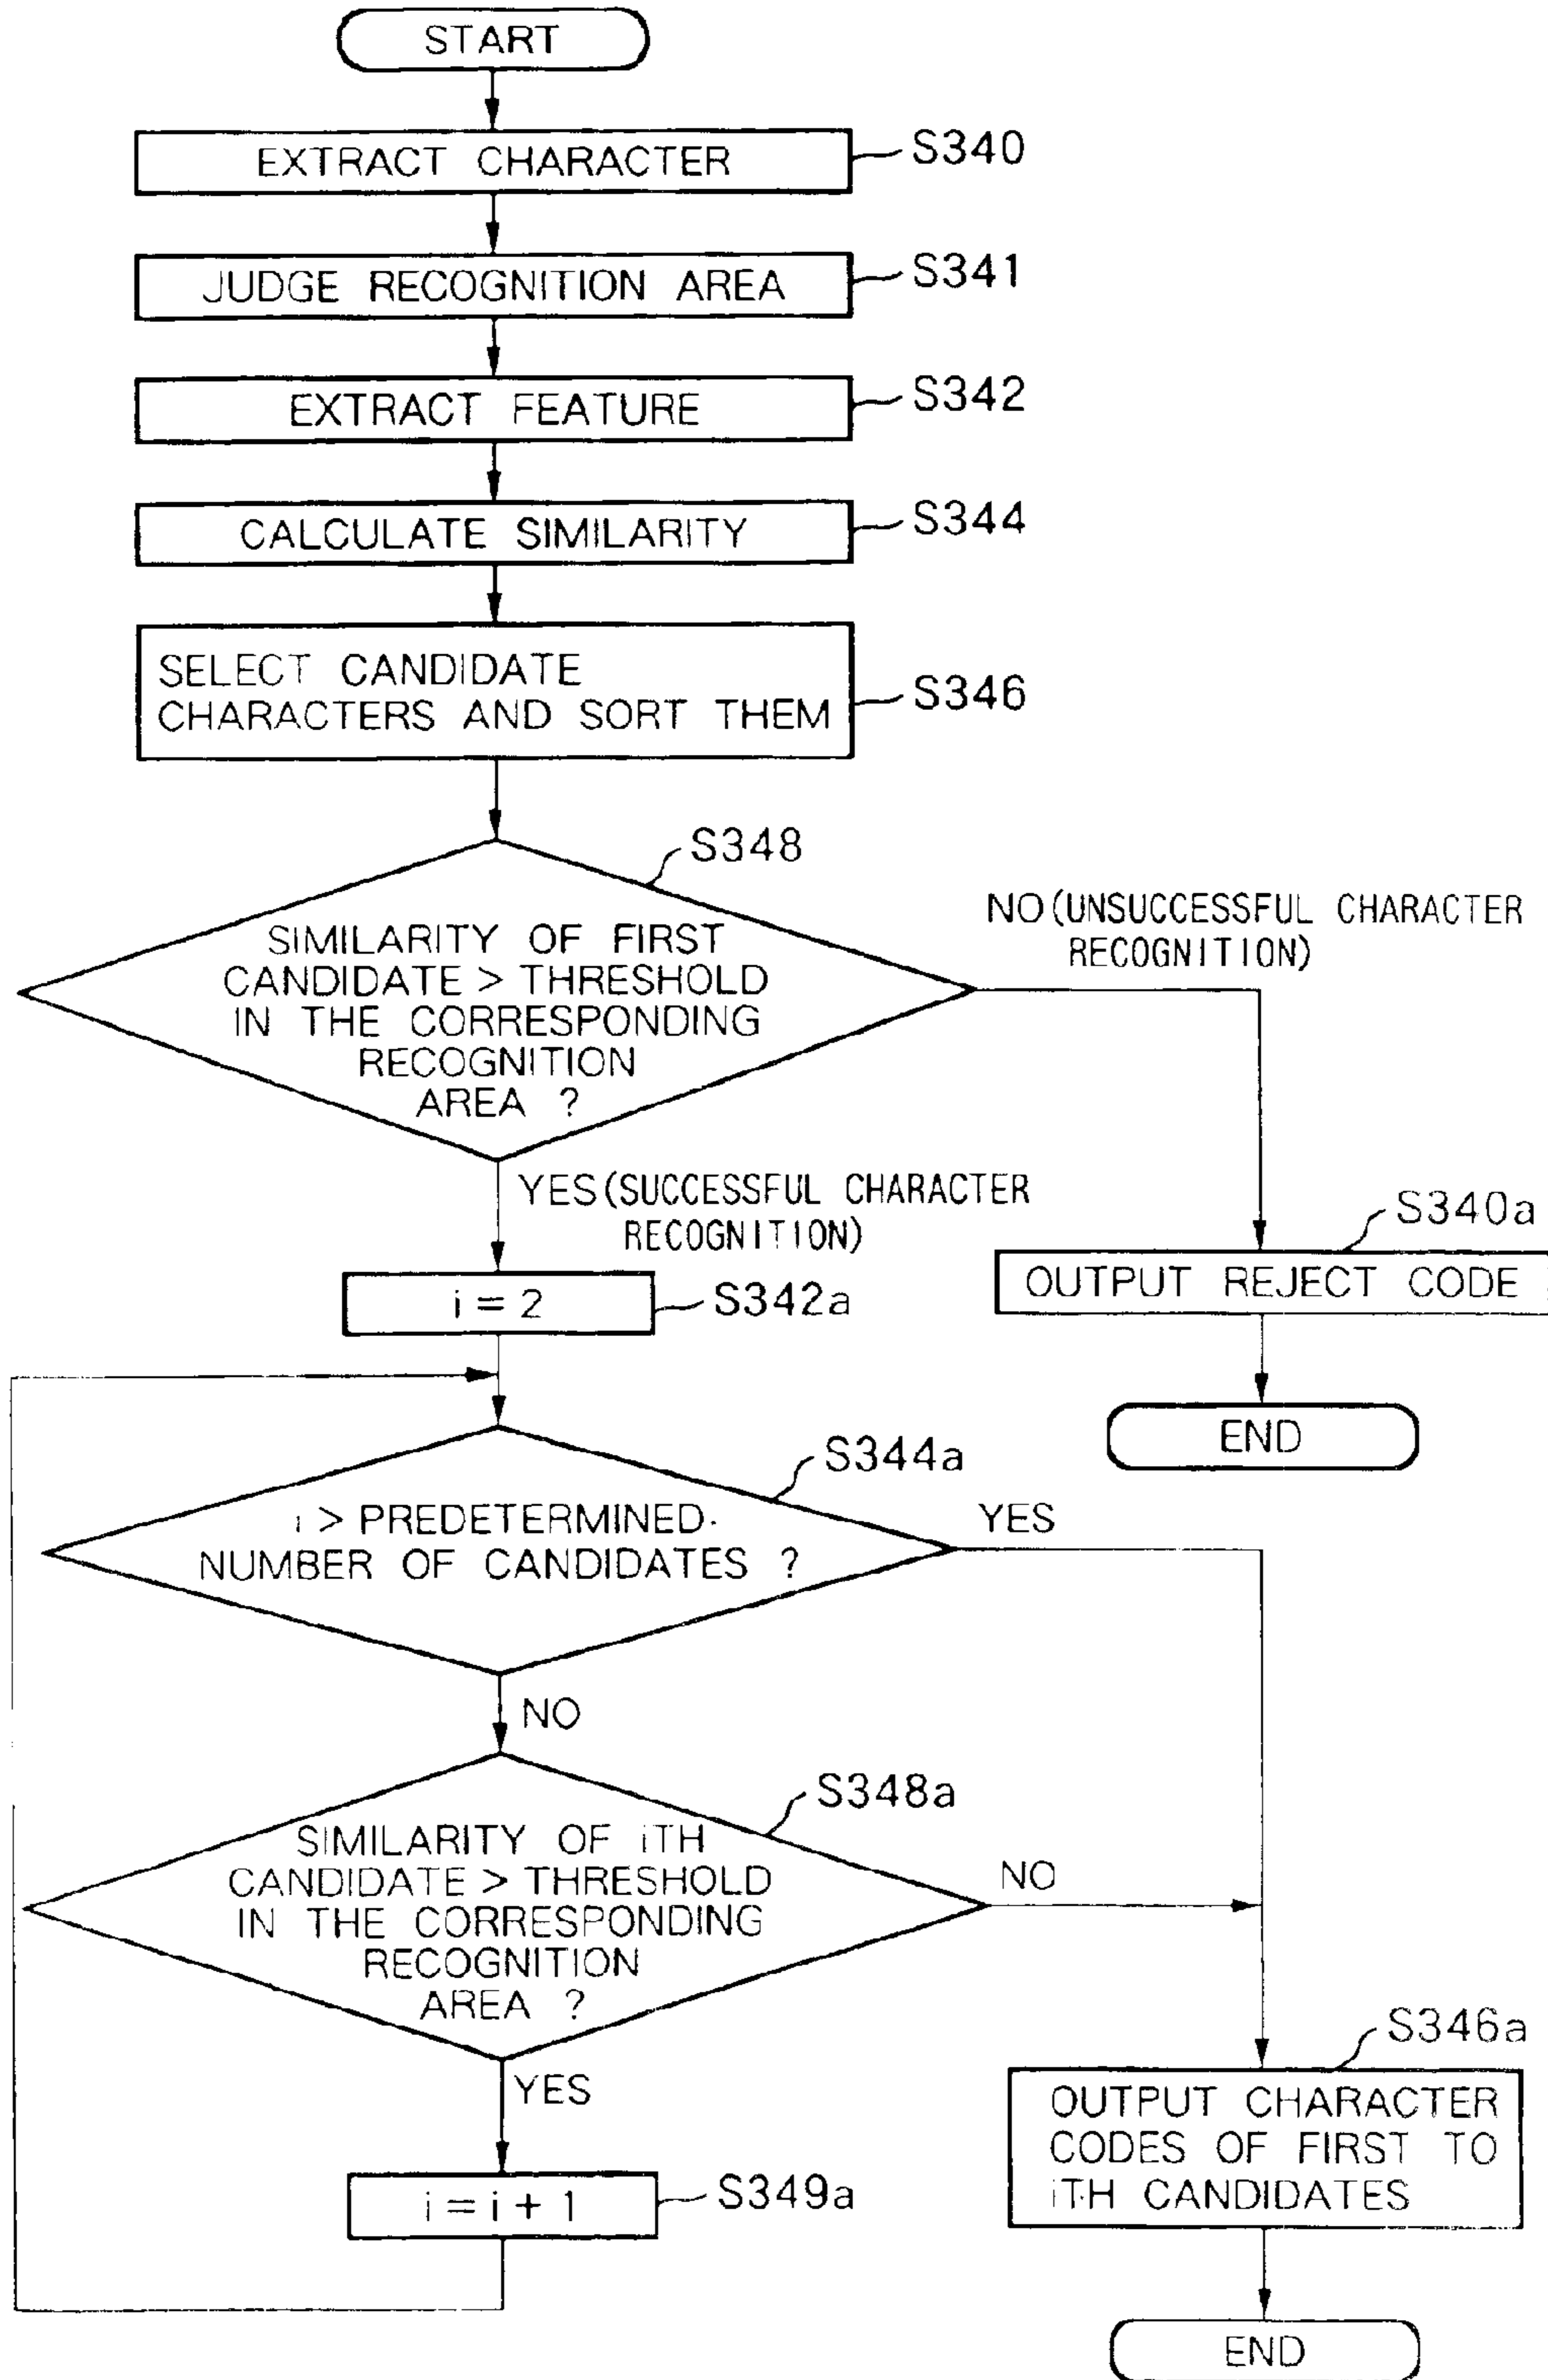 START
EXTRACT CHARACTER
S340
JUDGE RECOGNITION AREA
S341
EXTRACT FEATURE
S342
CALCULATE SIMILARITY
S344
SELECT CANDIDATE
CHARACTERS AND SORT THEM
S346
S348
SIMILARITY OF FIRST
CANDIDATE > THRESHOLD
IN THE CORRESPONDING
RECOGNITION
AREA ?
NO (UNSUCCESSFUL CHARACTER
RECOGNITION)
YES (SUCCESSFUL CHARACTER
RECOGNITION)
S340a
OUTPUT REJECT CODE
END
i = 2
S342a
S344a
i > PREDETERMINED
NUMBER OF CANDIDATES ?
YES
NO
S348a
SIMILARITY OF iTH
CANDIDATE > THRESHOLD
IN THE CORRESPONDING
RECOGNITION
AREA ?
NO
YES
i = i + 1
S349a
S346a
OUTPUT CHARACTER
CODES OF FIRST TO
iTH CANDIDATES
END